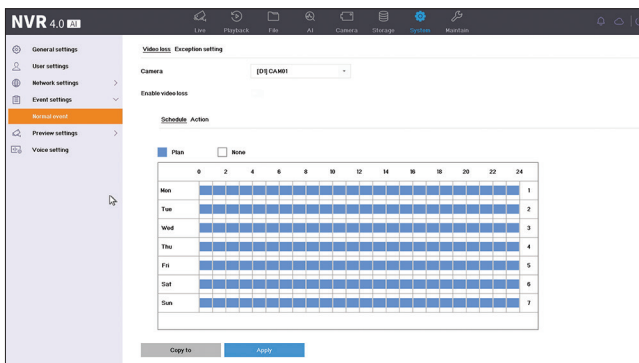 NVR 4.0 AI
Live Playback File AI Camera Storage System Maintain
General settings
User settings
Network settings
Event settings
Normal event
Preview settings
Voice setting
Video loss Exception setting
Camera [D1] CAM01
Enable video loss
Schedule Action
Plan None
0 2 4 6 8 10 12 14 16 18 20 22 24
Mon 1
Tue 2
Wed 3
Thu 4
Fri 5
Sat 6
Sun 7
Copy to Apply